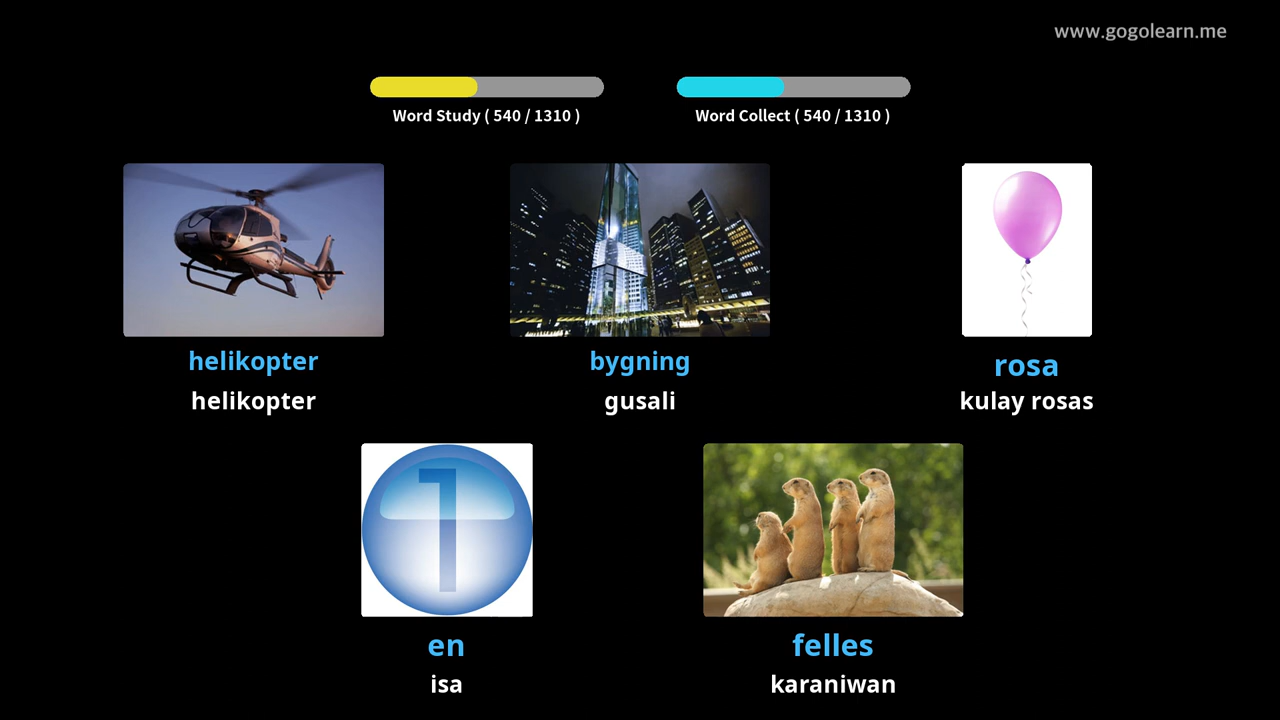 www.gogolearn.me
Word Study ( 540 / 1310 )
Word Collect ( 540 / 1310 )
helikopter
helikopter
bygning
gusali
rosa
kulay rosas
1
en
isa
felles
karaniwan